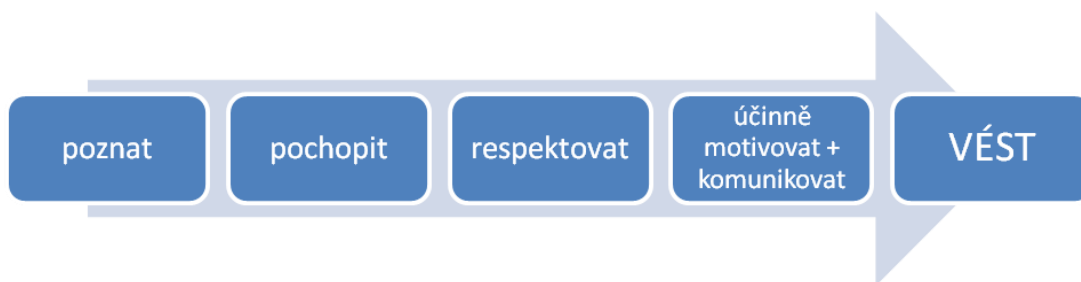 poznat
pochopit
respektovat
účinně
motivovat +
komunikovat
VÉST